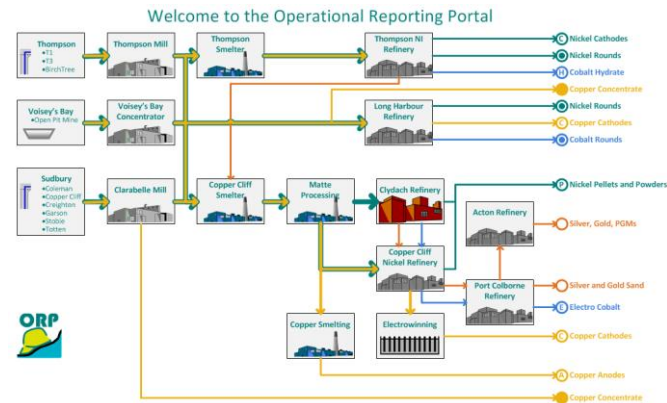 Welcome to the Operational Reporting Portal
Thompson
•T1
•T3
•BirchTree
Thompson Mill
Thompson
Smelter
Thompson NI
Refinery
C Nickel Cathodes
Nickel Rounds
H Cobalt Hydrate
Copper Concentrate
Voisey's Bay
•Open Pit Mine
Voisey's Bay
Concentrator
Long Harbour
Refinery
Nickel Rounds
C Copper Cathodes
Cobalt Rounds
Sudbury
•Coleman
•Copper Cliff
•Creighton
•Garson
•Stobie
•Totten
Clarabelle Mill
Copper Cliff
Smelter
Matte
Processing
Clydach Refinery
P Nickel Pellets and Powders
Acton Refinery
Silver, Gold, PGMs
Copper Cliff
Nickel Refinery
Port Colborne
Refinery
Silver and Gold Sand
E Electro Cobalt
ORP
Copper Smelting
Electrowinning
C Copper Cathodes
A Copper Anodes
Copper Concentrate